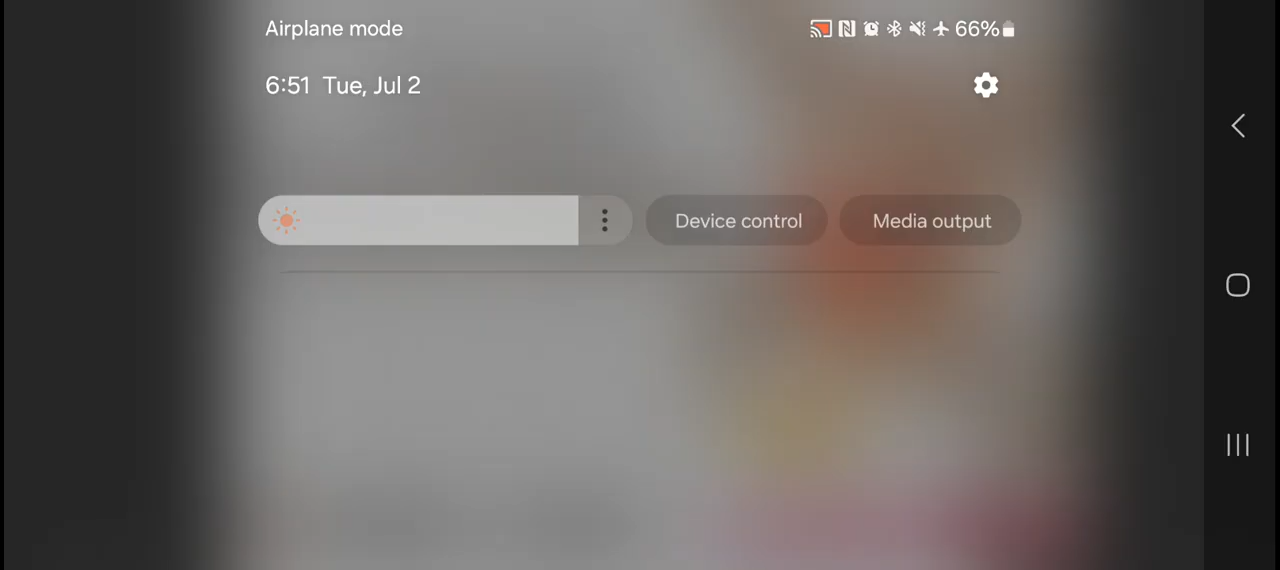 Airplane mode
66%
6:51 Tue, Jul 2
Device control
Media output